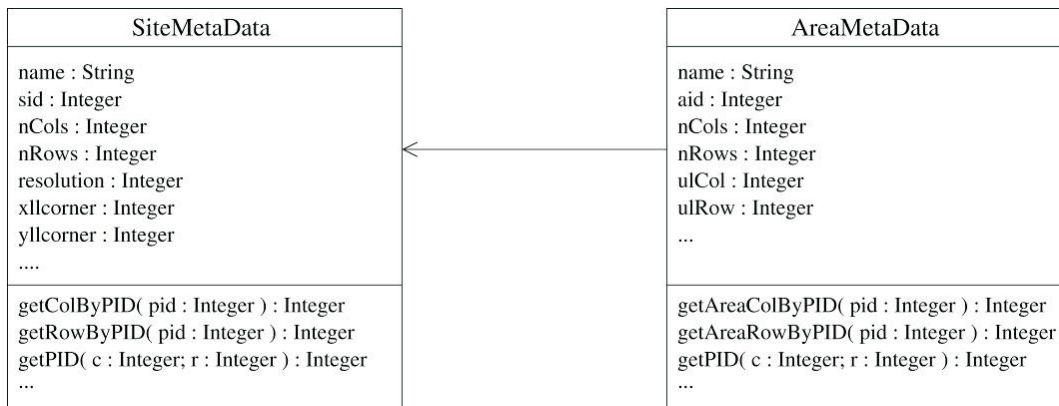 SiteMetaData
name : String
sid : Integer
nCols : Integer
nRows : Integer
resolution : Integer
xllcorner : Integer
yllcorner : Integer
....
getColByPID( pid : Integer ) : Integer
getRowByPID( pid : Integer ) : Integer
getPID( c : Integer; r : Integer ) : Integer
...
AreaMetaData
name : String
aid : Integer
nCols : Integer
nRows : Integer
ulCol : Integer
ulRow : Integer
...
getAreaColByPID( pid : Integer ) : Integer
getAreaRowByPID( pid : Integer ) : Integer
getPID( c : Integer; r : Integer ) : Integer
...